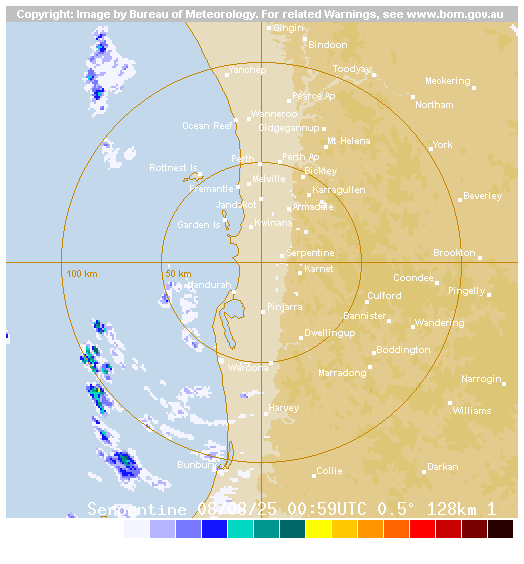 Copyright: Image by Bureau of Meteorology. For related Warnings, see www.bom.gov.au
Gingin
Bindoon
Yanchep
Toodyay
Meckering
Pearce Ap
Northam
Wanneroo
Ocean Reef
Gidgegannup
Mt Helena
York
Perth
Perth Ap
Rottnest Is
Bickley
Melville
Fremantle
Karragullen
Beverley
Jandakot
Armadale
Garden Is
Kwinana
Serpentine
Brookton
100 km
50 km
Karnet
Coondee
Mandurah
Culford
Pingelly
Pinjarra
Bannister
Wandering
Dwellingup
Boddington
Waroona
Marradong
Narrogin
Harvey
Williams
Bunbury
Collie
Darkan
Serpentine 08/08/25 00:59UTC 0.5° 128km 1